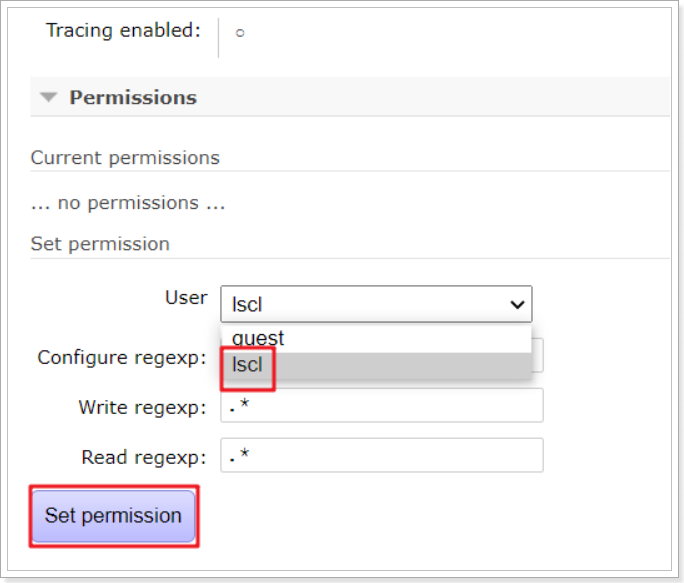 Tracing enabled: ○
Permissions
Current permissions
... no permissions ...
Set permission
User lscl
guest
Configure regexp: lscl
Write regexp: .*
Read regexp: .*
Set permission